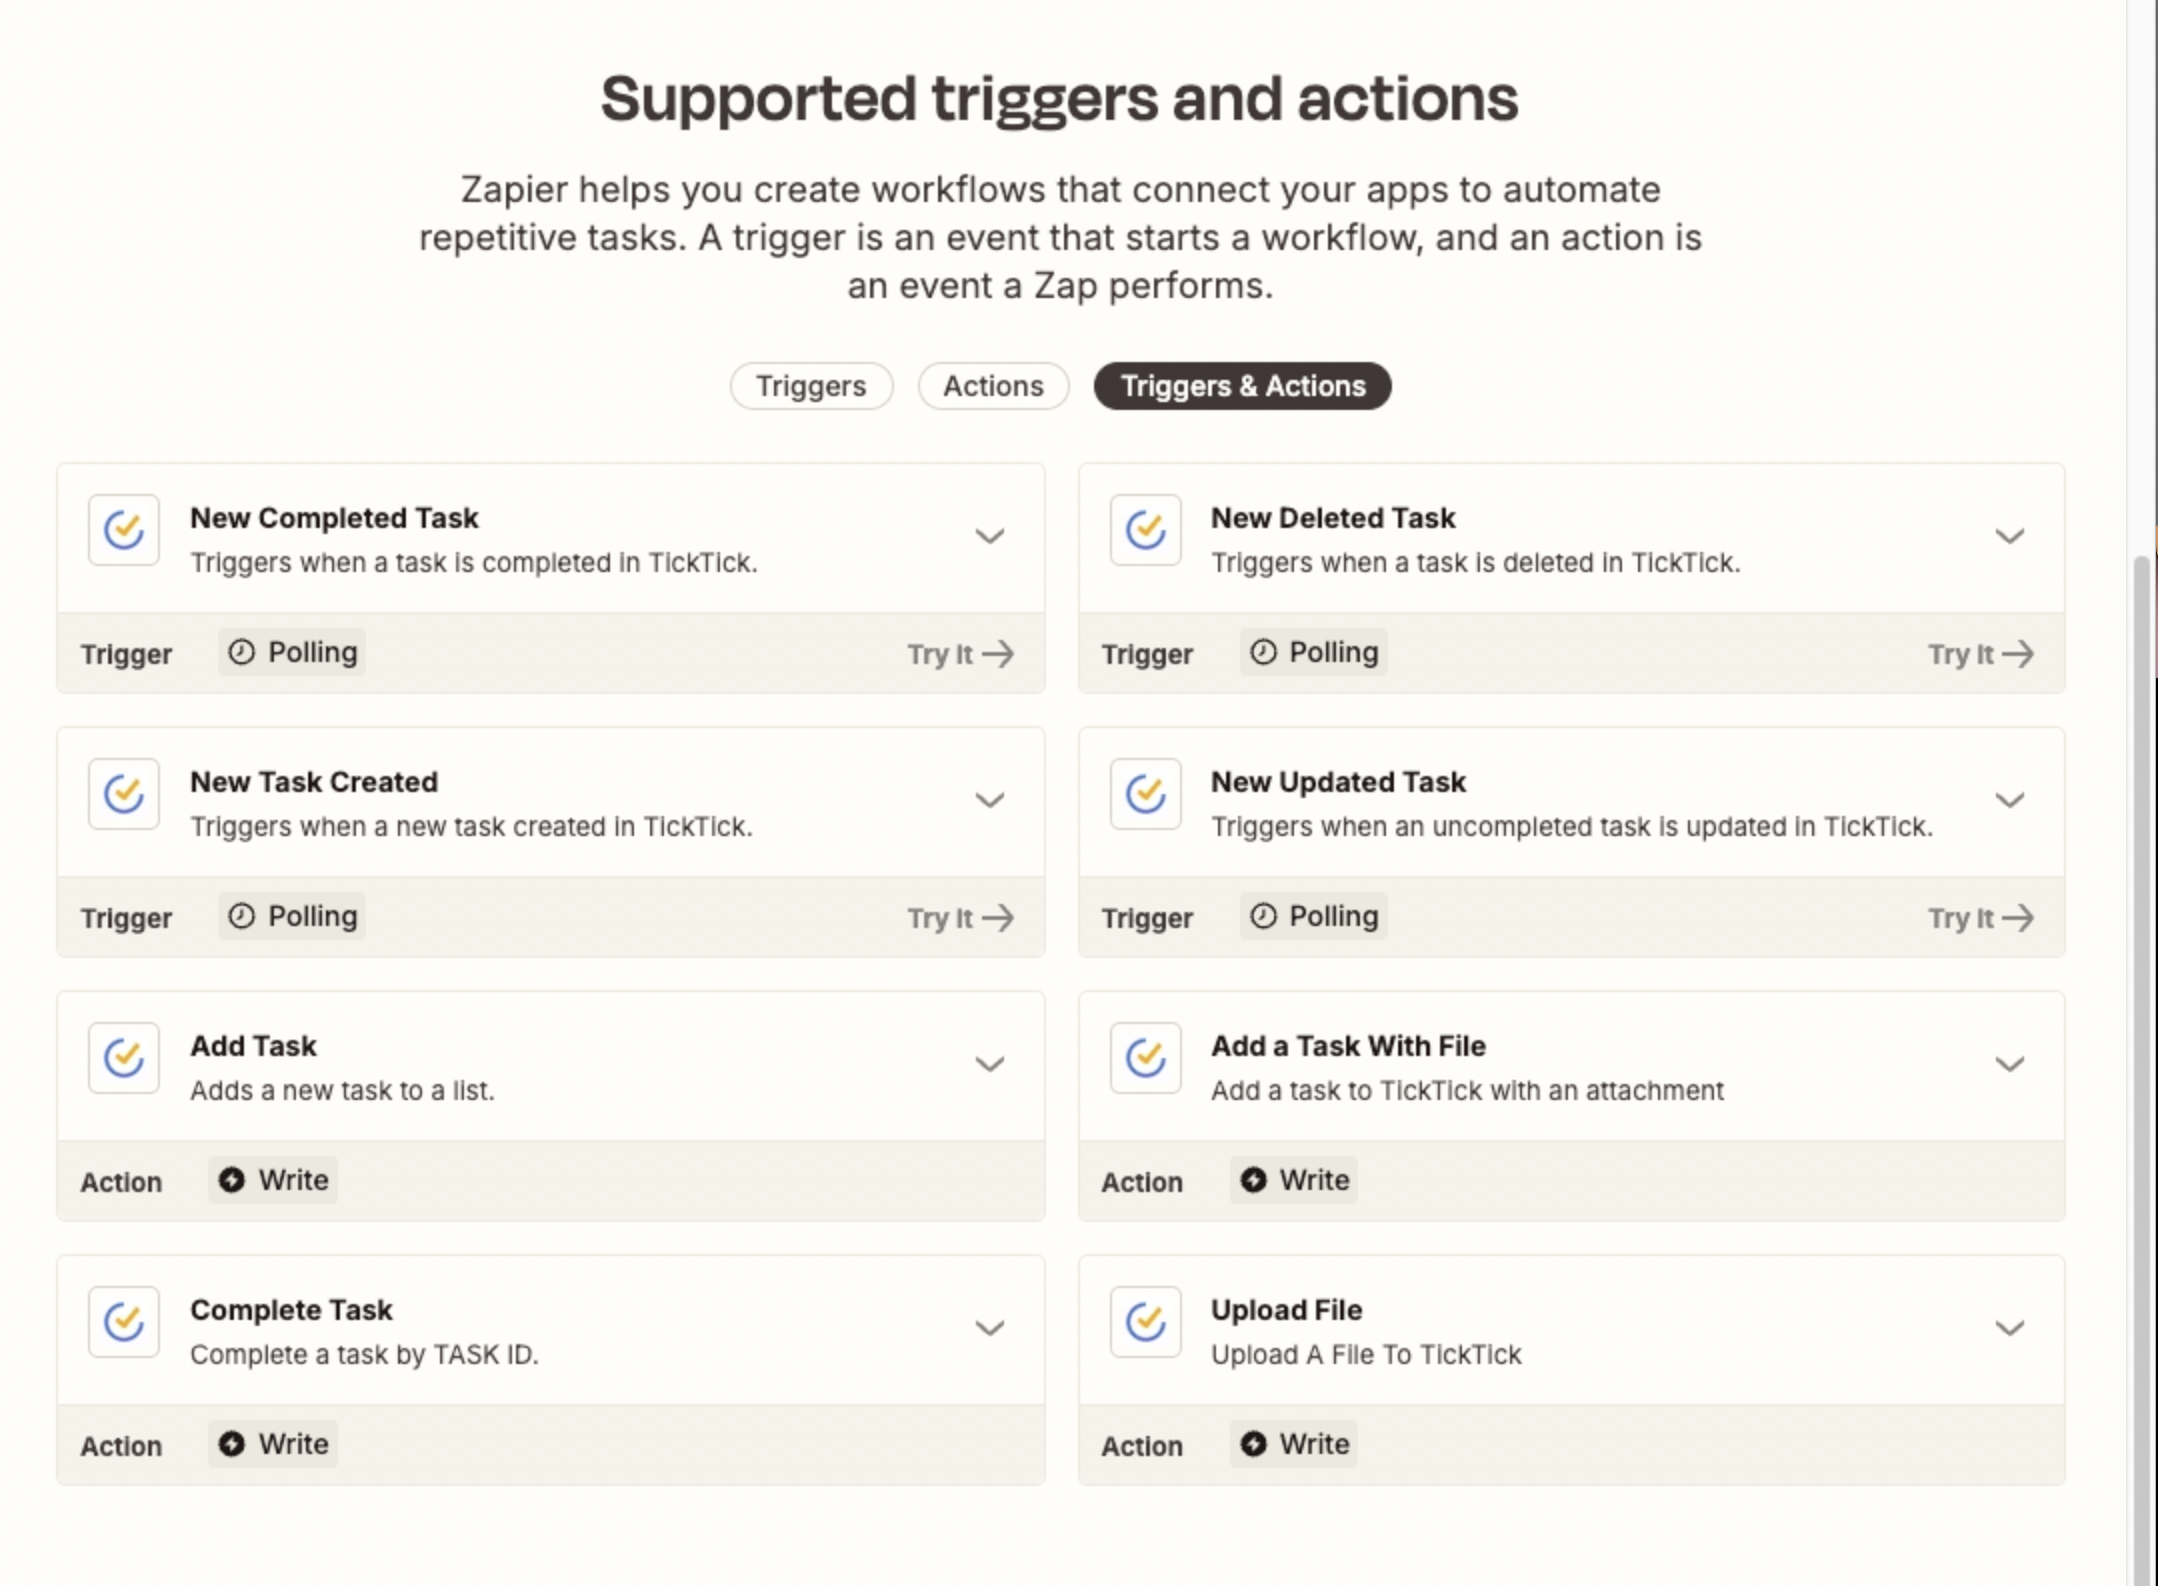 Supported triggers and actions
Zapier helps you create workflows that connect your apps to automate
repetitive tasks. A trigger is an event that starts a workflow, and an action is
an event a Zap performs.
Triggers
Actions
Triggers & Actions
New Completed Task
Triggers when a task is completed in TickTick.
Trigger
Polling
Try It
New Deleted Task
Triggers when a task is deleted in TickTick.
Trigger
Polling
Try It
New Task Created
Triggers when a new task created in TickTick.
Trigger
Polling
Try It
New Updated Task
Triggers when an uncompleted task is updated in TickTick.
Trigger
Polling
Try It
Add Task
Adds a new task to a list.
Action
Write
Add a Task With File
Add a task to TickTick with an attachment
Action
Write
Complete Task
Complete a task by TASK ID.
Action
Write
Upload File
Upload A File To TickTick
Action
Write